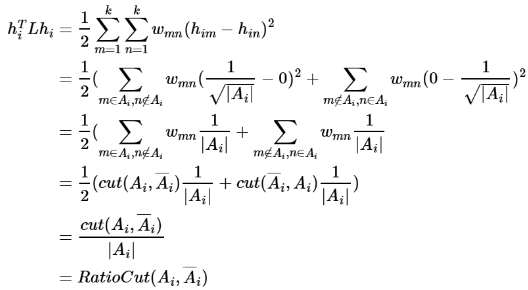 $h_i^T L h_i = \frac{1}{2} \sum_{m=1}^{k} \sum_{n=1}^{k} w_{mn} (h_{im} - h_{in})^2$
$= \frac{1}{2} ( \sum_{m \in A_i, n \notin A_i} w_{mn} ( \frac{1}{\sqrt{|A_i|}} - 0)^2 + \sum_{m \notin A_i, n \in A_i} w_{mn} (0 - \frac{1}{\sqrt{|A_i|}})^2$
$= \frac{1}{2} ( \sum_{m \in A_i, n \notin A_i} w_{mn} \frac{1}{|A_i|} + \sum_{m \notin A_i, n \in A_i} w_{mn} \frac{1}{|A_i|}$
$= \frac{1}{2} (cut(A_i, \overline{A}_i) \frac{1}{|A_i|} + cut(\overline{A}_i, A_i) \frac{1}{|A_i|})$
$= \frac{cut(A_i, \overline{A}_i)}{|A_i|}$
$= RatioCut(A_i, \overline{A}_i)$